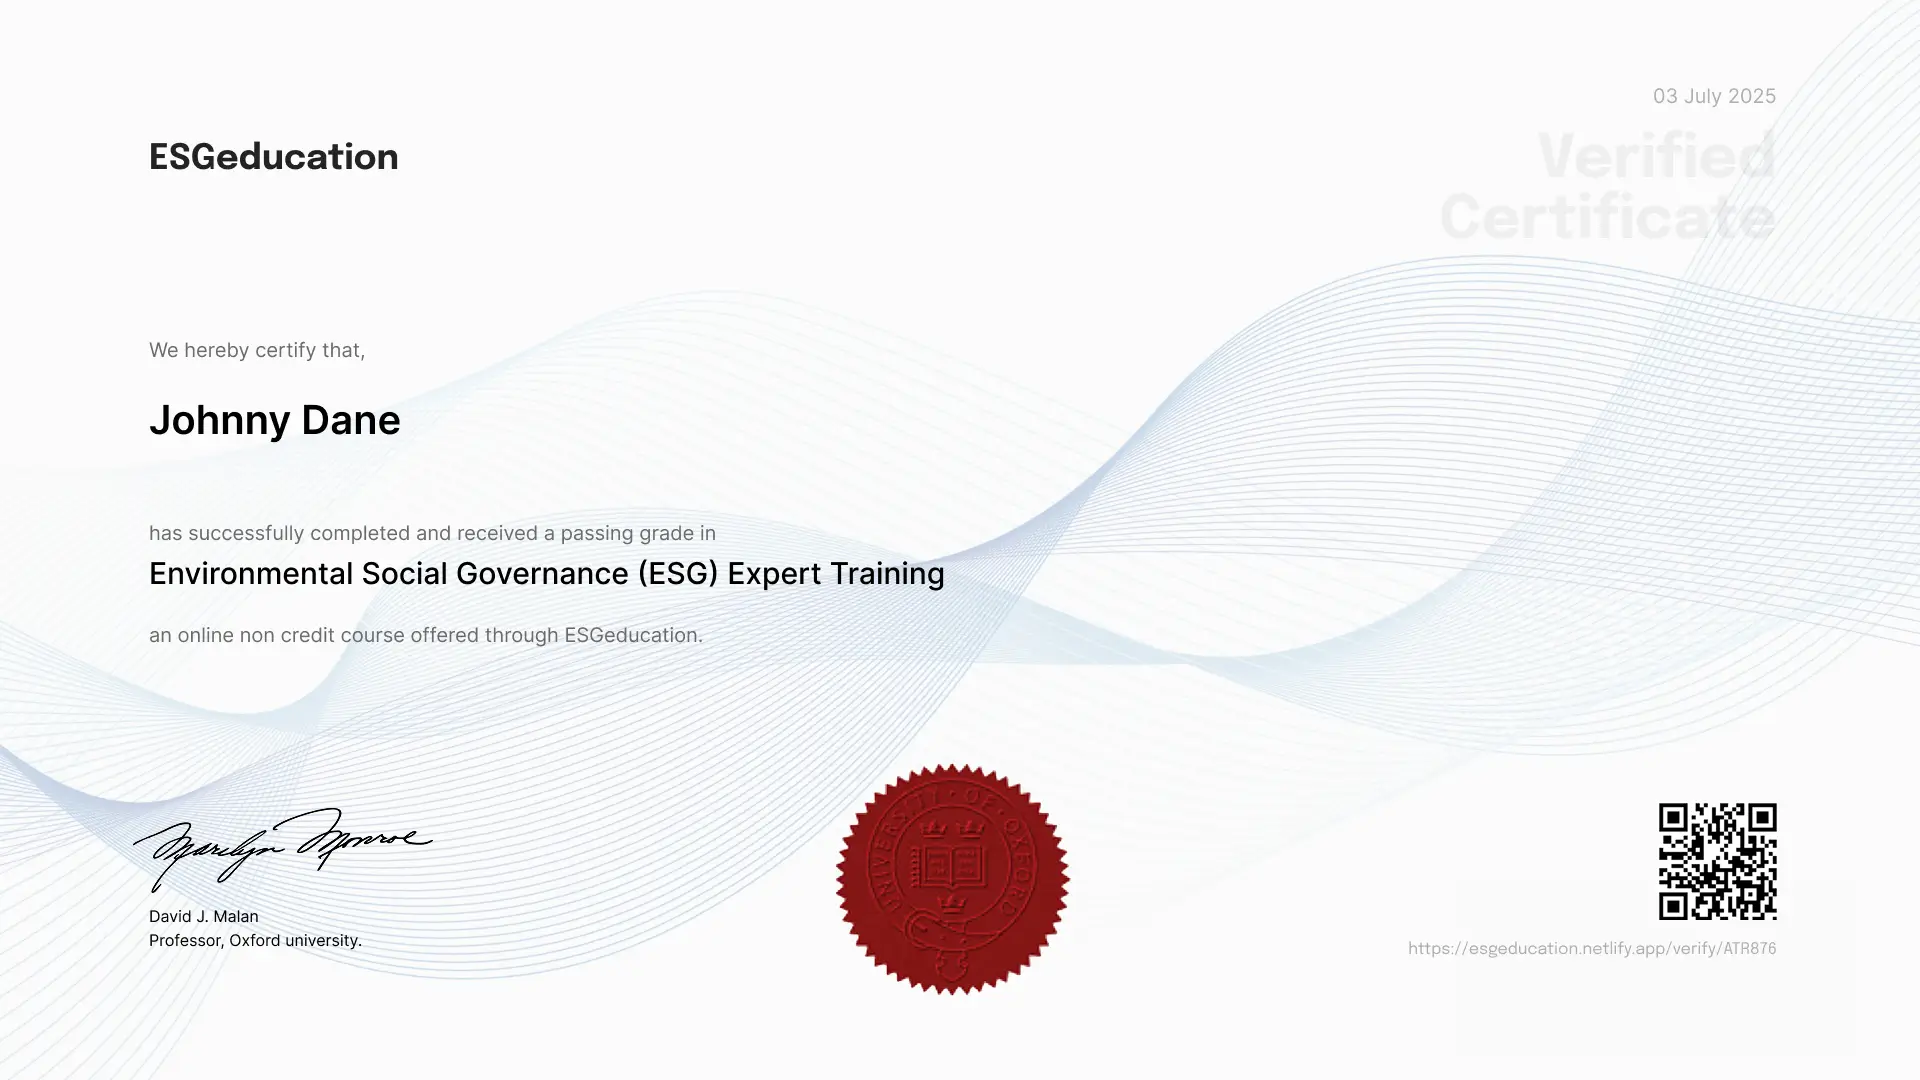 03 July 2025
ESGeducation
Verified
Certificate
We hereby certify that,
Johnny Dane
has successfully completed and received a passing grade in
Environmental Social Governance (ESG) Expert Training
an online non credit course offered through ESGeducation.
Marilyn Monroe
David J. Malan
Professor, Oxford university.
UNIVERSITY · OF · OXFORD
https://esgeducation.netlify.app/verify/ATR876